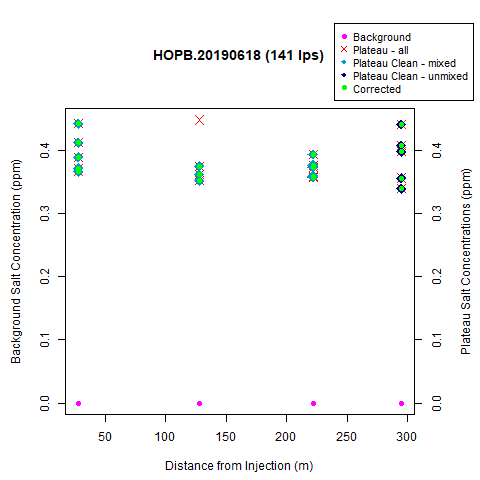 HOPB.20190618 (141 lps)
Background
Plateau - all
Plateau Clean - mixed
Plateau Clean - unmixed
Corrected
Background Salt Concentration (ppm)
0.4
0.3
0.2
0.1
0.0
0.4
0.3
0.2
0.1
0.0
Plateau Salt Concentrations (ppm)
50 100 150 200 250 300
Distance from Injection (m)